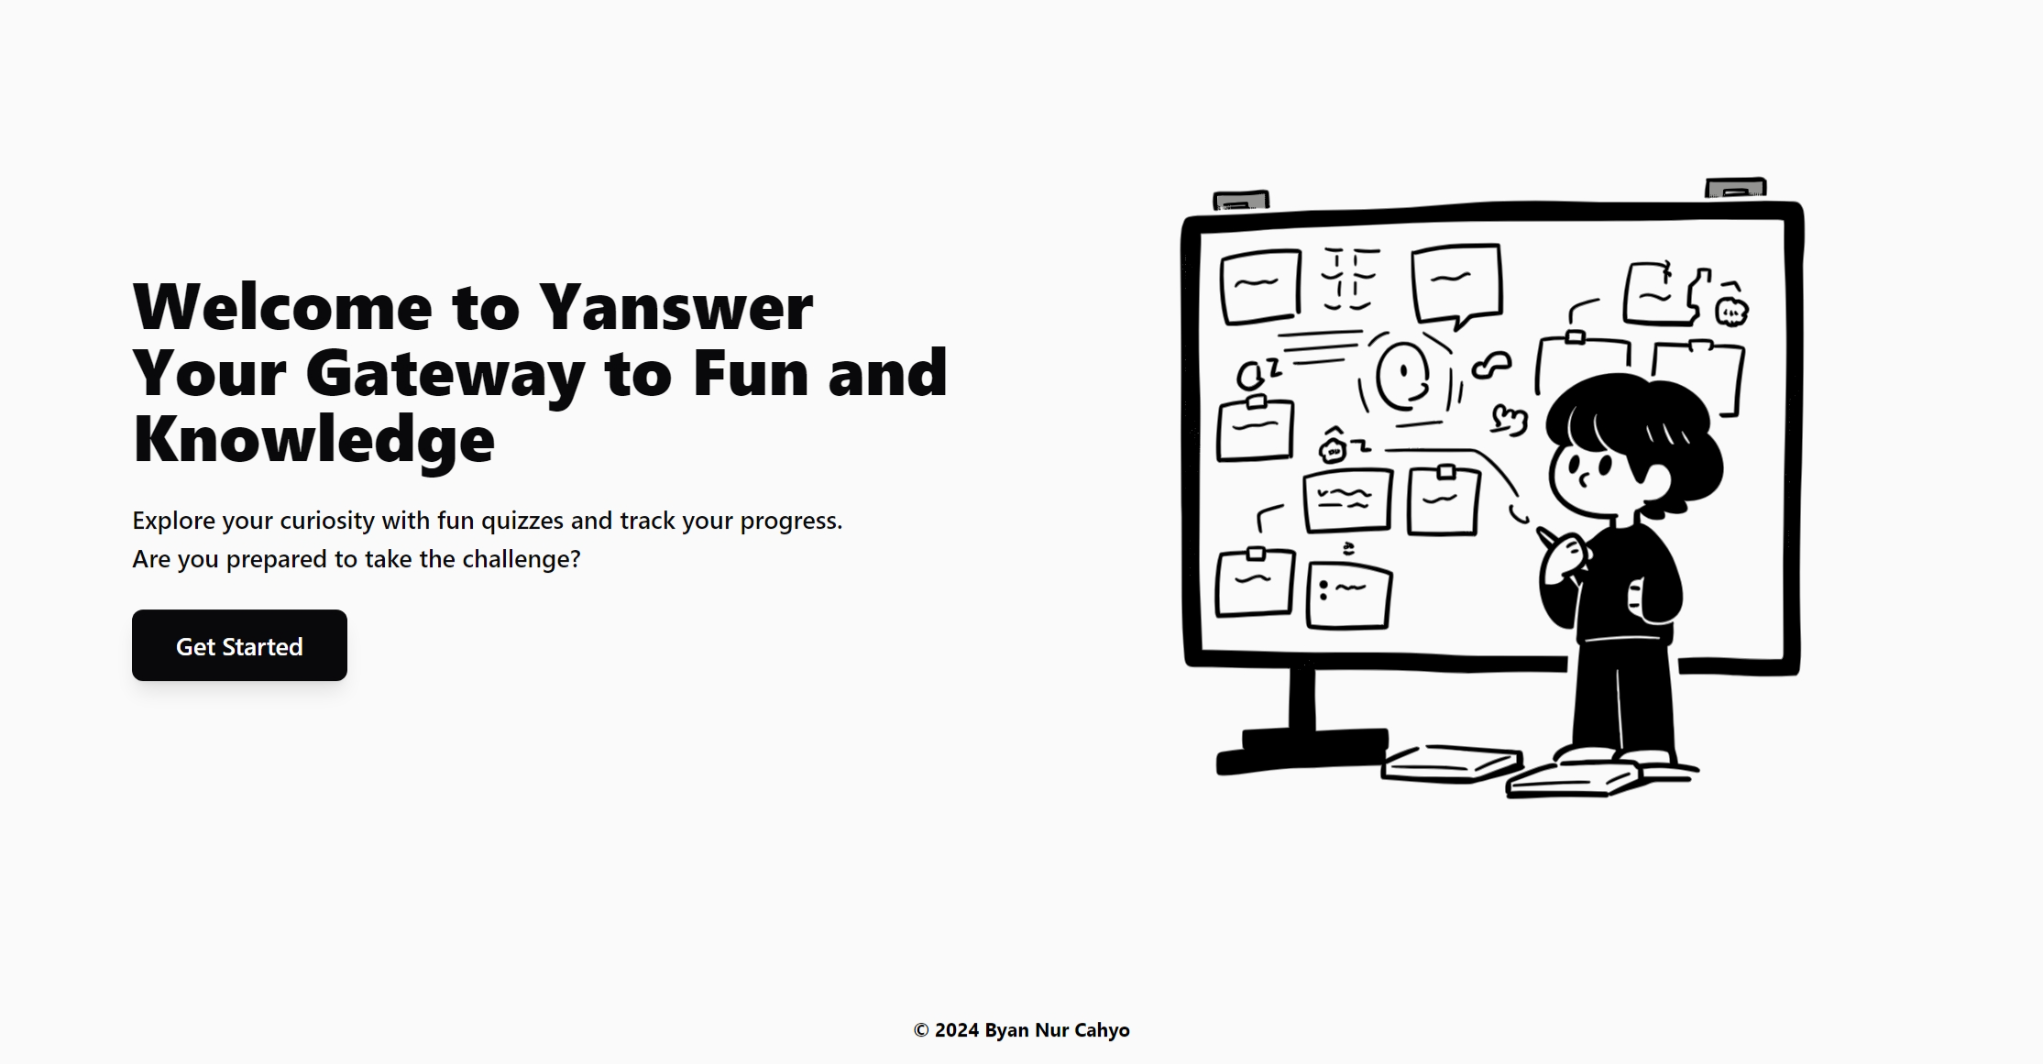 Welcome to Yanswer
Your Gateway to Fun and
Knowledge
Explore your curiosity with fun quizzes and track your progress.
Are you prepared to take the challenge?
Get Started
© 2024 Byan Nur Cahyo